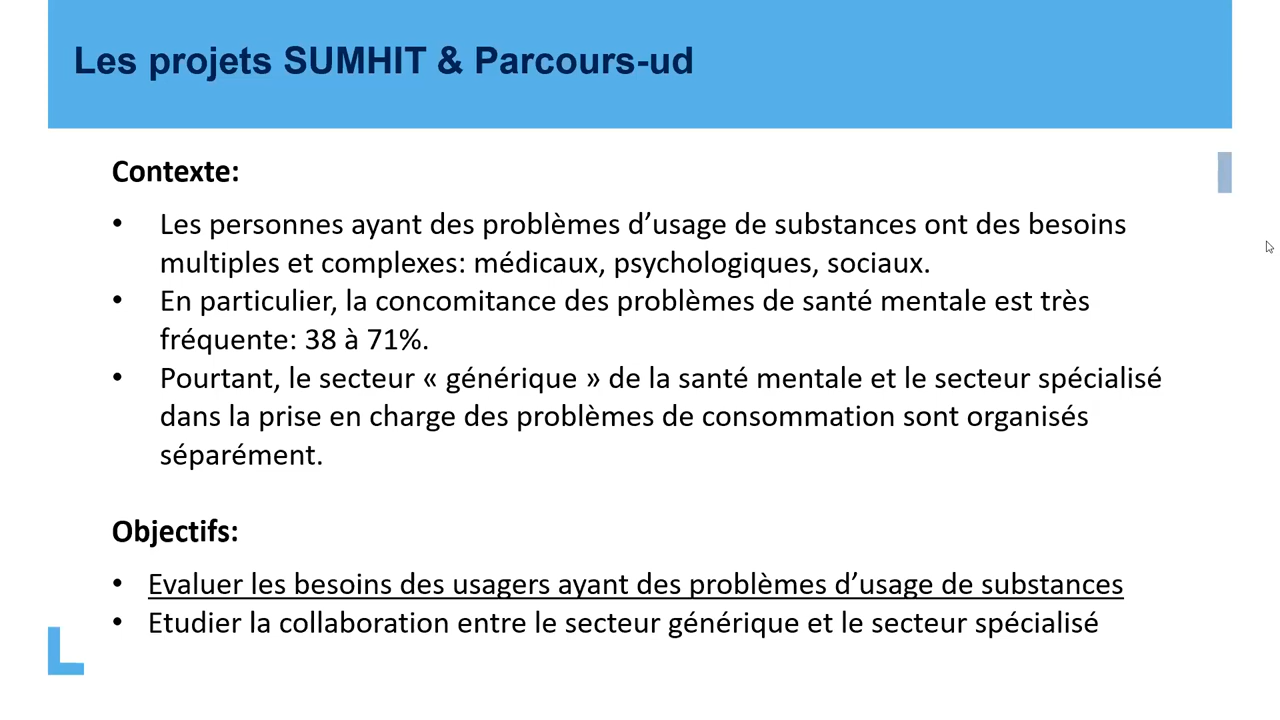 Les projets SUMHIT & Parcours-ud
Contexte:
• Les personnes ayant des problèmes d’usage de substances ont des besoins
multiples et complexes: médicaux, psychologiques, sociaux.
• En particulier, la concomitance des problèmes de santé mentale est très
fréquente: 38 à 71%.
• Pourtant, le secteur « générique » de la santé mentale et le secteur spécialisé
dans la prise en charge des problèmes de consommation sont organisés
séparément.
Objectifs:
• Evaluer les besoins des usagers ayant des problèmes d’usage de substances
• Etudier la collaboration entre le secteur générique et le secteur spécialisé